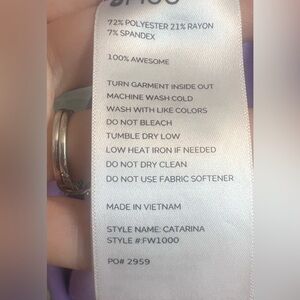 72% POLYESTER 21% RAYON
7% SPANDEX
100% AWESOME
TURN GARMENT INSIDE OUT
MACHINE WASH COLD
WASH WITH LIKE COLORS
DO NOT BLEACH
TUMBLE DRY LOW
LOW HEAT IRON IF NEEDED
DO NOT DRY CLEAN
DO NOT USE FABRIC SOFTENER
MADE IN VIETNAM
STYLE NAME: CATARINA
STYLE #:FW1000
PO# 2959